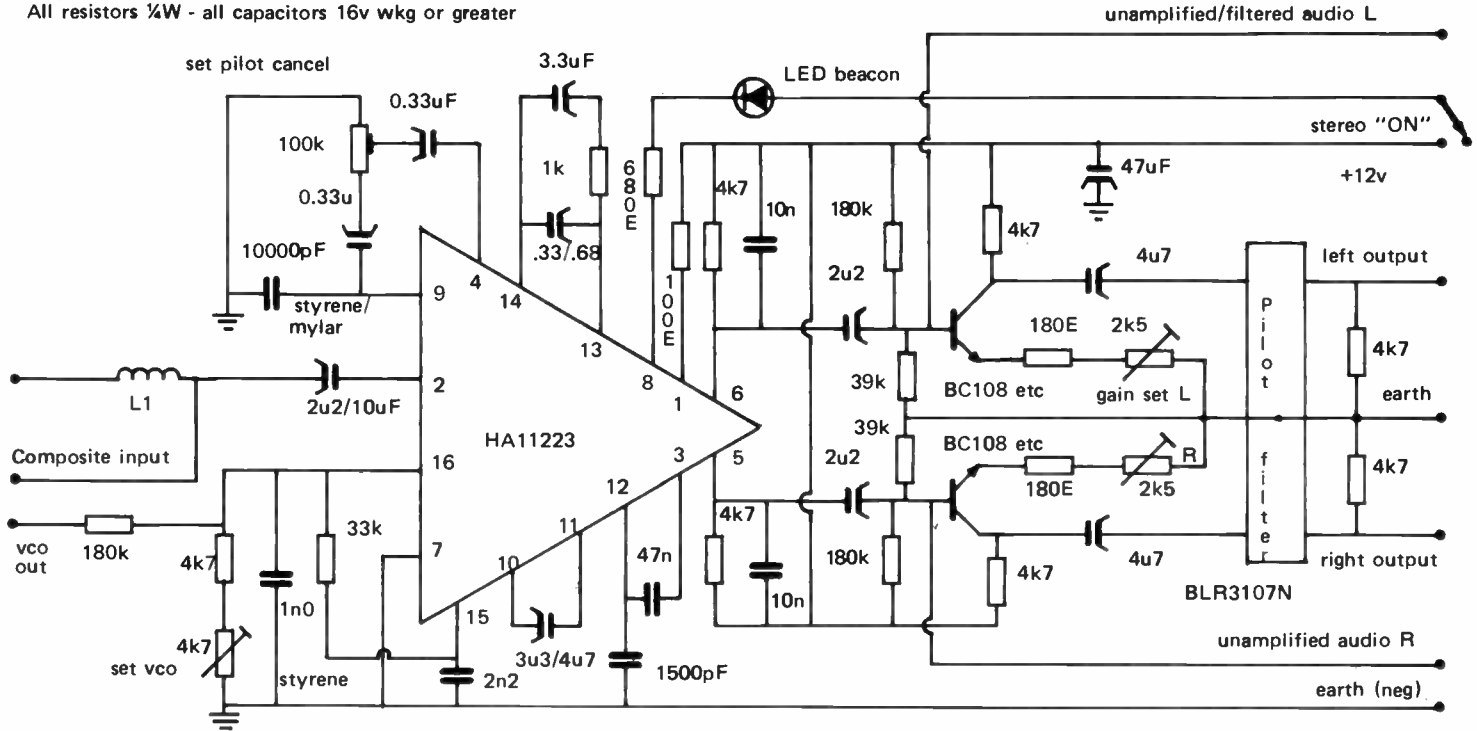 All resistors ¼W - all capacitors 16v wkg or greater
unamplified/filtered audio L
set pilot cancel
3.3uF
LED beacon
0.33uF
100k
1k
680E
stereo "ON"
4k7
47uF
+12v
0.33u
10n
180k
4k7
10000pF
.33/.68
4u7
left output
9
4
14
2u2
styrene/
mylar
100E
180E
2k5
Pilot
13
4k7
8
1
6
39k
BC108 etc
gain set L
earth
L1
2u2/10uF
2
39k
HA11223
BC108 etc
Composite input
16
3
5
2u2
R
filter
12
180E
2k5
4k7
4k7
11
33k
47n
180k
4u7
vco
out
180k
4k7
7
10
4k7
right output
1n0
10n
BLR3107N
15
4k7
set vco
3u3/4u7
unamplified audio R
styrene
2n2
1500pF
earth (neg)